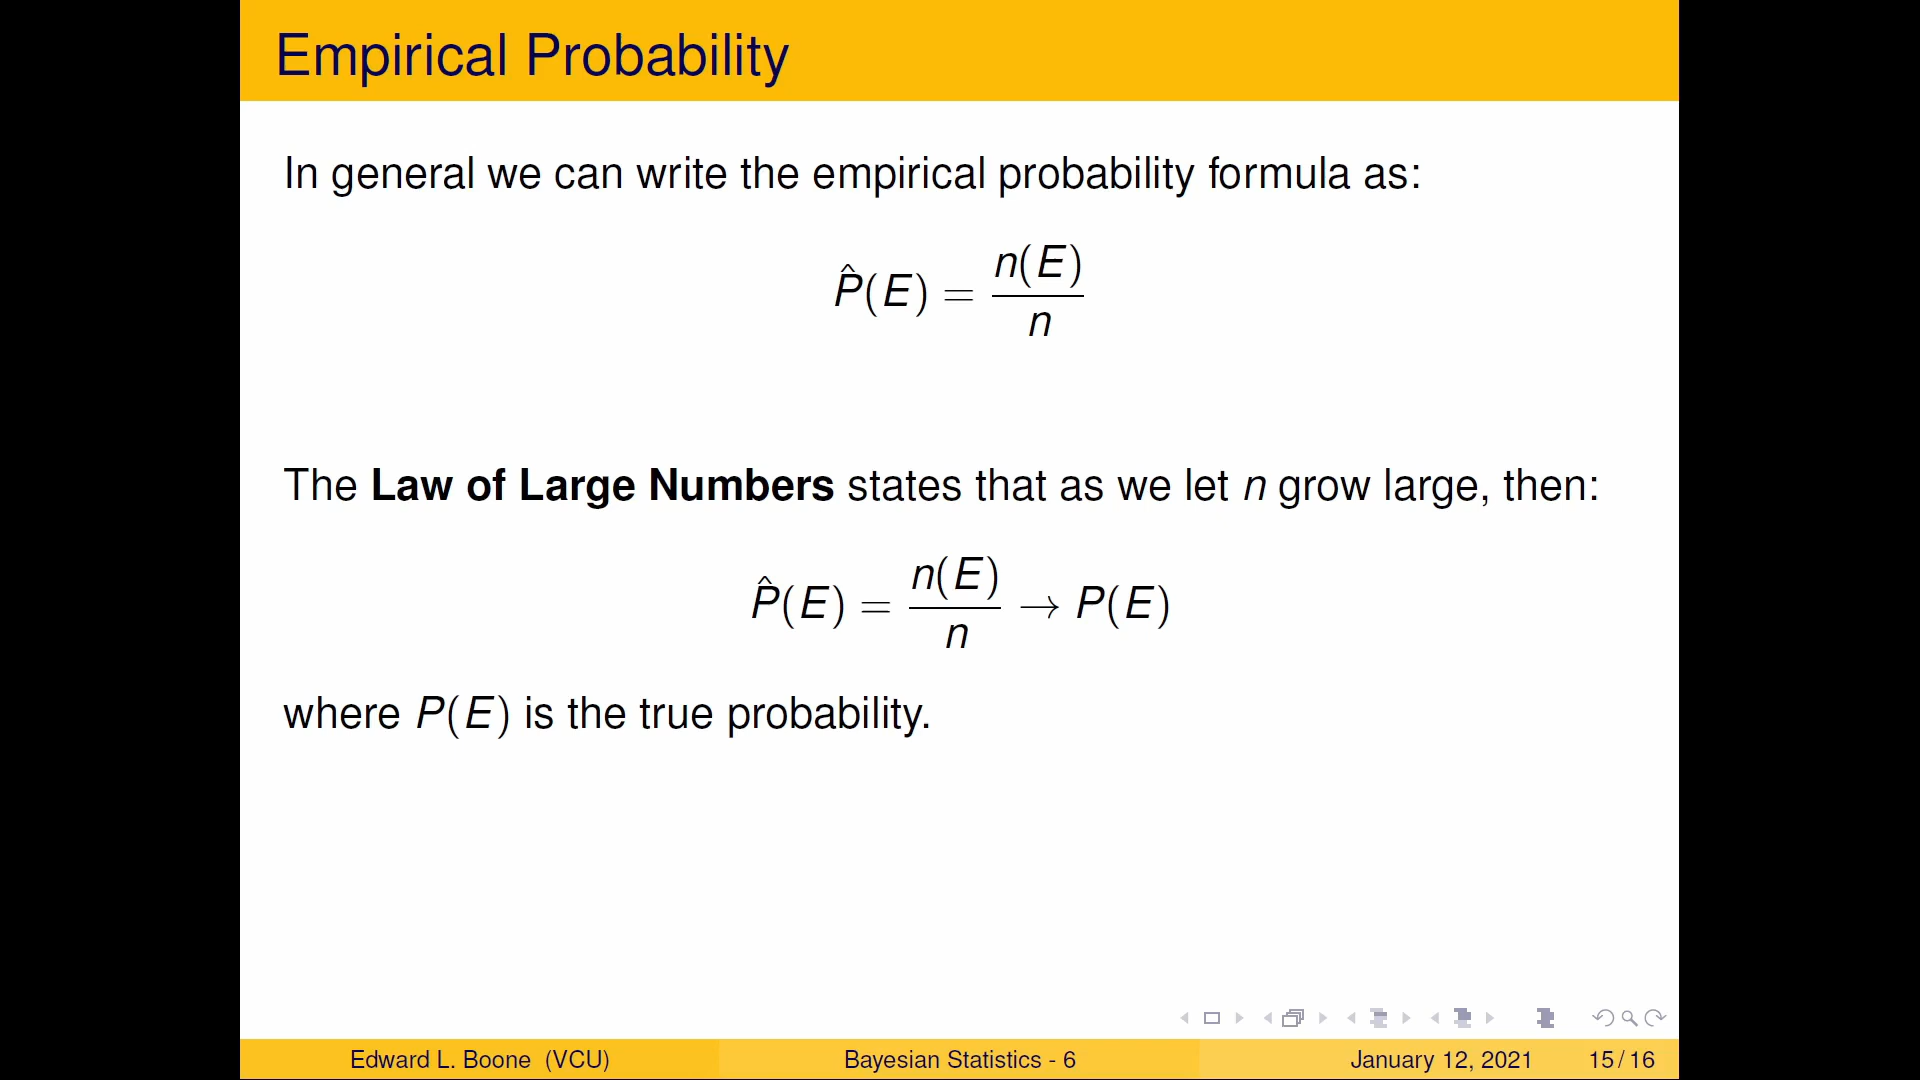 Empirical Probability
In general we can write the empirical probability formula as:
P̂(E) = n(E)/n
The Law of Large Numbers states that as we let n grow large, then:
P̂(E) = n(E)/n → P(E)
where P(E) is the true probability.
Edward L. Boone (VCU) Bayesian Statistics - 6 January 12, 2021 15 / 16